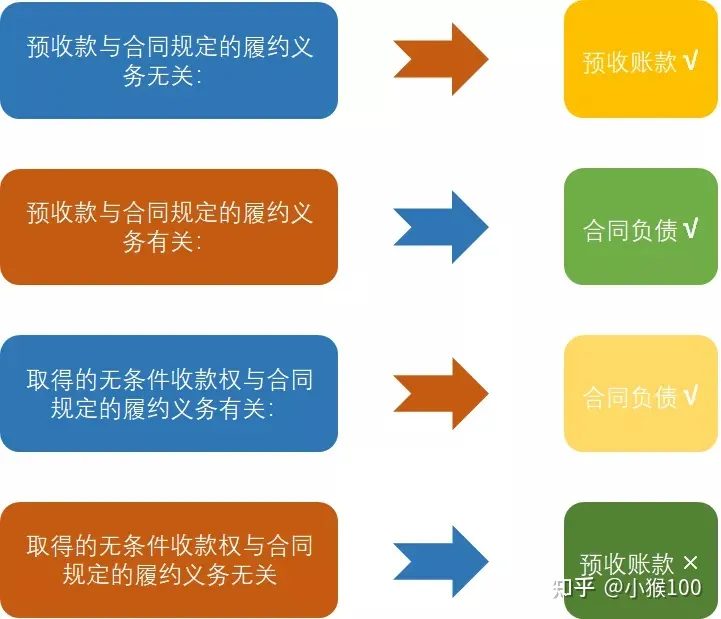 预收款与合同规定的履约义
务无关：
预收账款√
预收款与合同规定的履约义
务有关：
合同负债√
取得的无条件收款权与合同
规定的履约义务有关：
合同负债√
取得的无条件收款权与合同
规定的履约义务无关
预收账款×
知乎 @小猴100